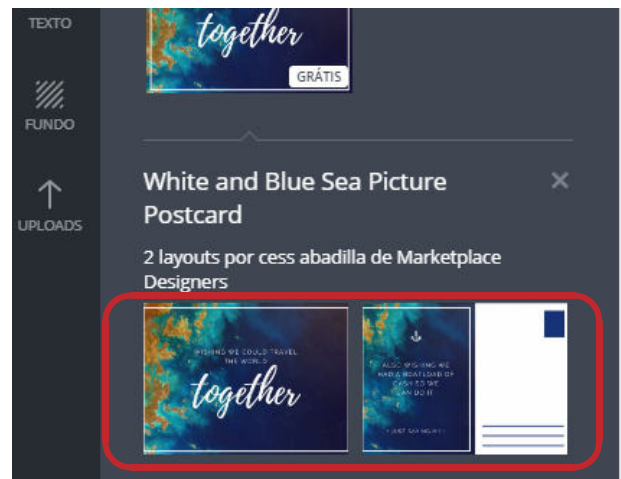 TEXTO
together
GRÁTIS
FUNDO
UPLOADS
White and Blue Sea Picture
Postcard
2 layouts por cess abadilla de Marketplace
Designers
WISHING WE COULD TRAVEL
THE WORLD
together
ALSO WISHING WE
HAD A BOATLOAD OF
CASH SO WE
CAN DO IT
JUST SAYING